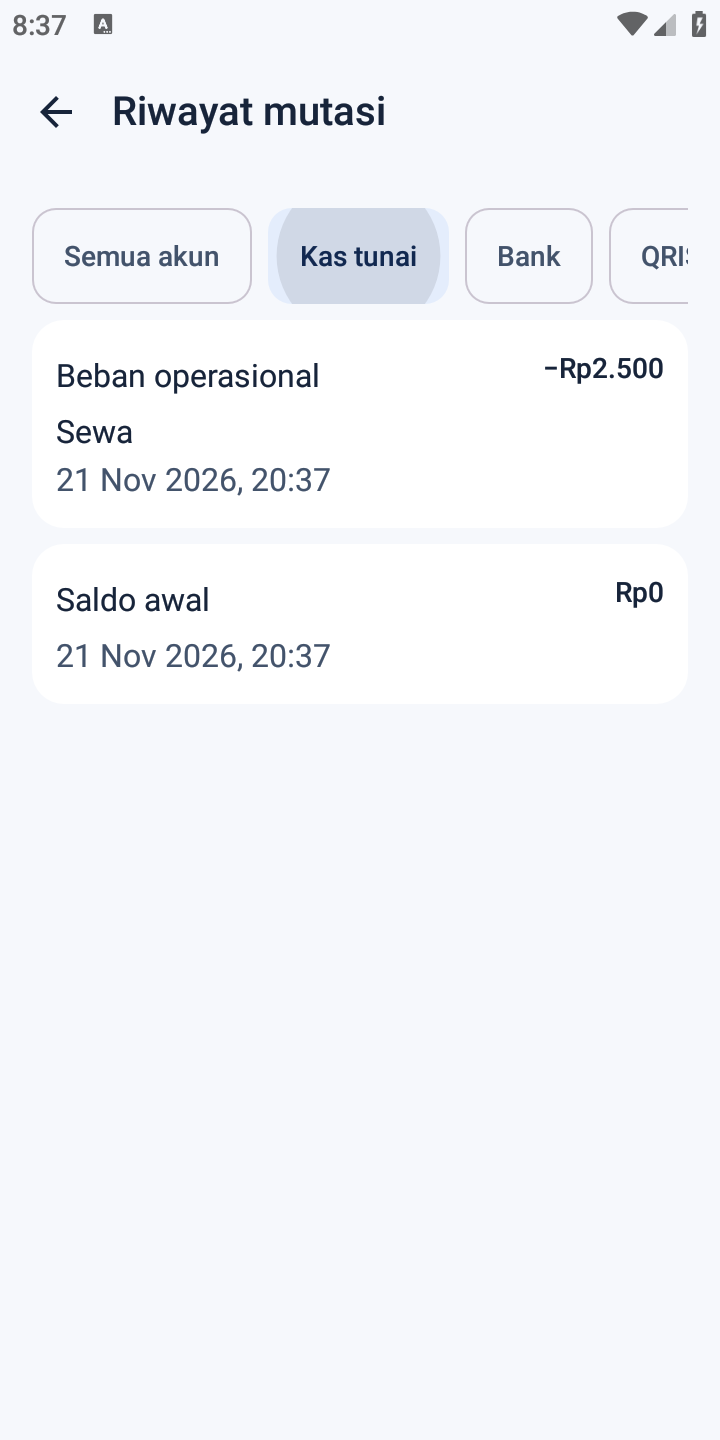 8:37
Riwayat mutasi
Semua akun
Kas tunai
Bank
Beban operasional
−Rp2.500
Sewa
21 Nov 2026, 20:37
Saldo awal
Rp0
21 Nov 2026, 20:37